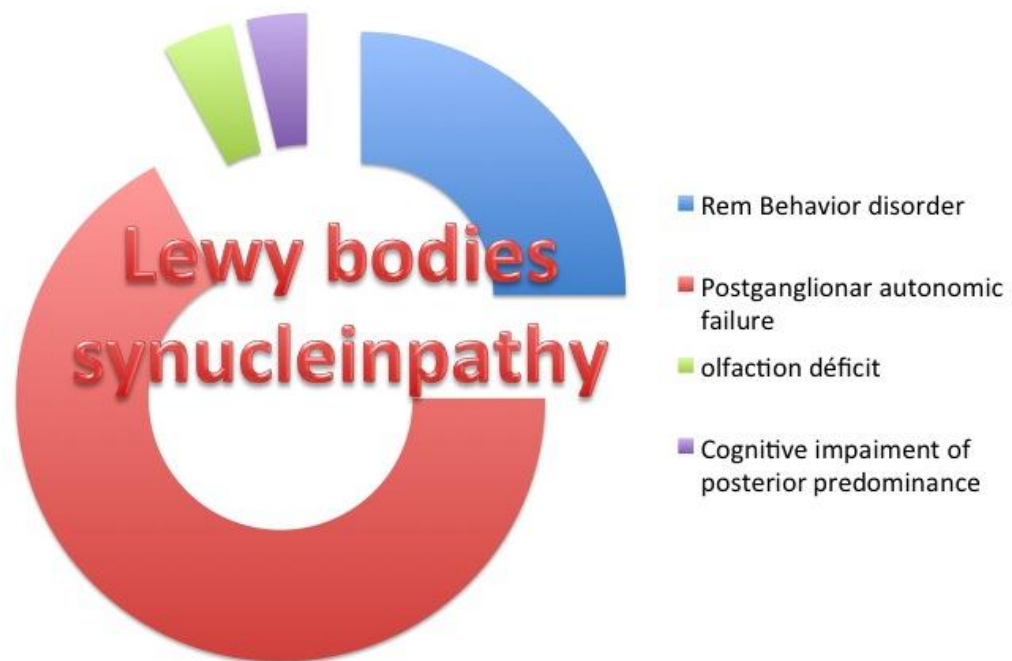 Lewy bodies
synucleinpathy
Rem Behavior disorder
Postganglionar autonomic
failure
olfaction déficit
Cognitive impaiment of
posterior predominance